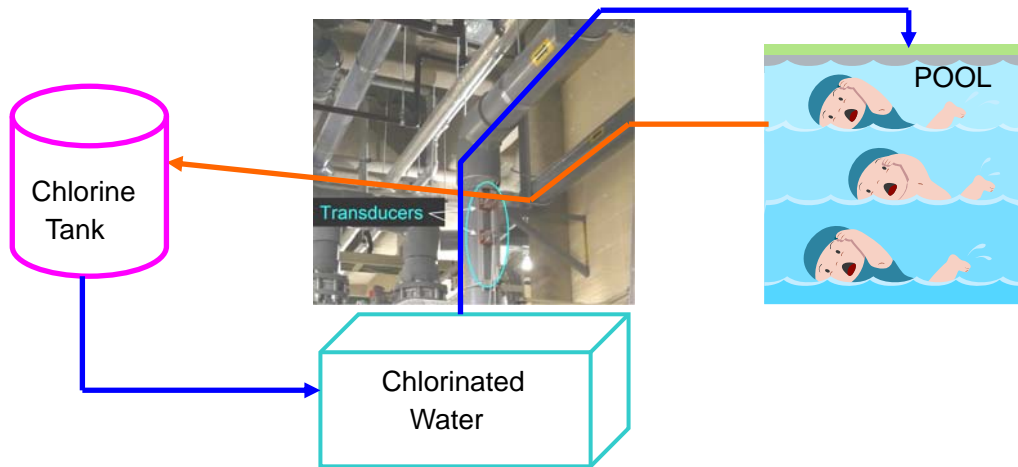 POOL
Chlorine
Tank
Transducers
Chlorinated
Water